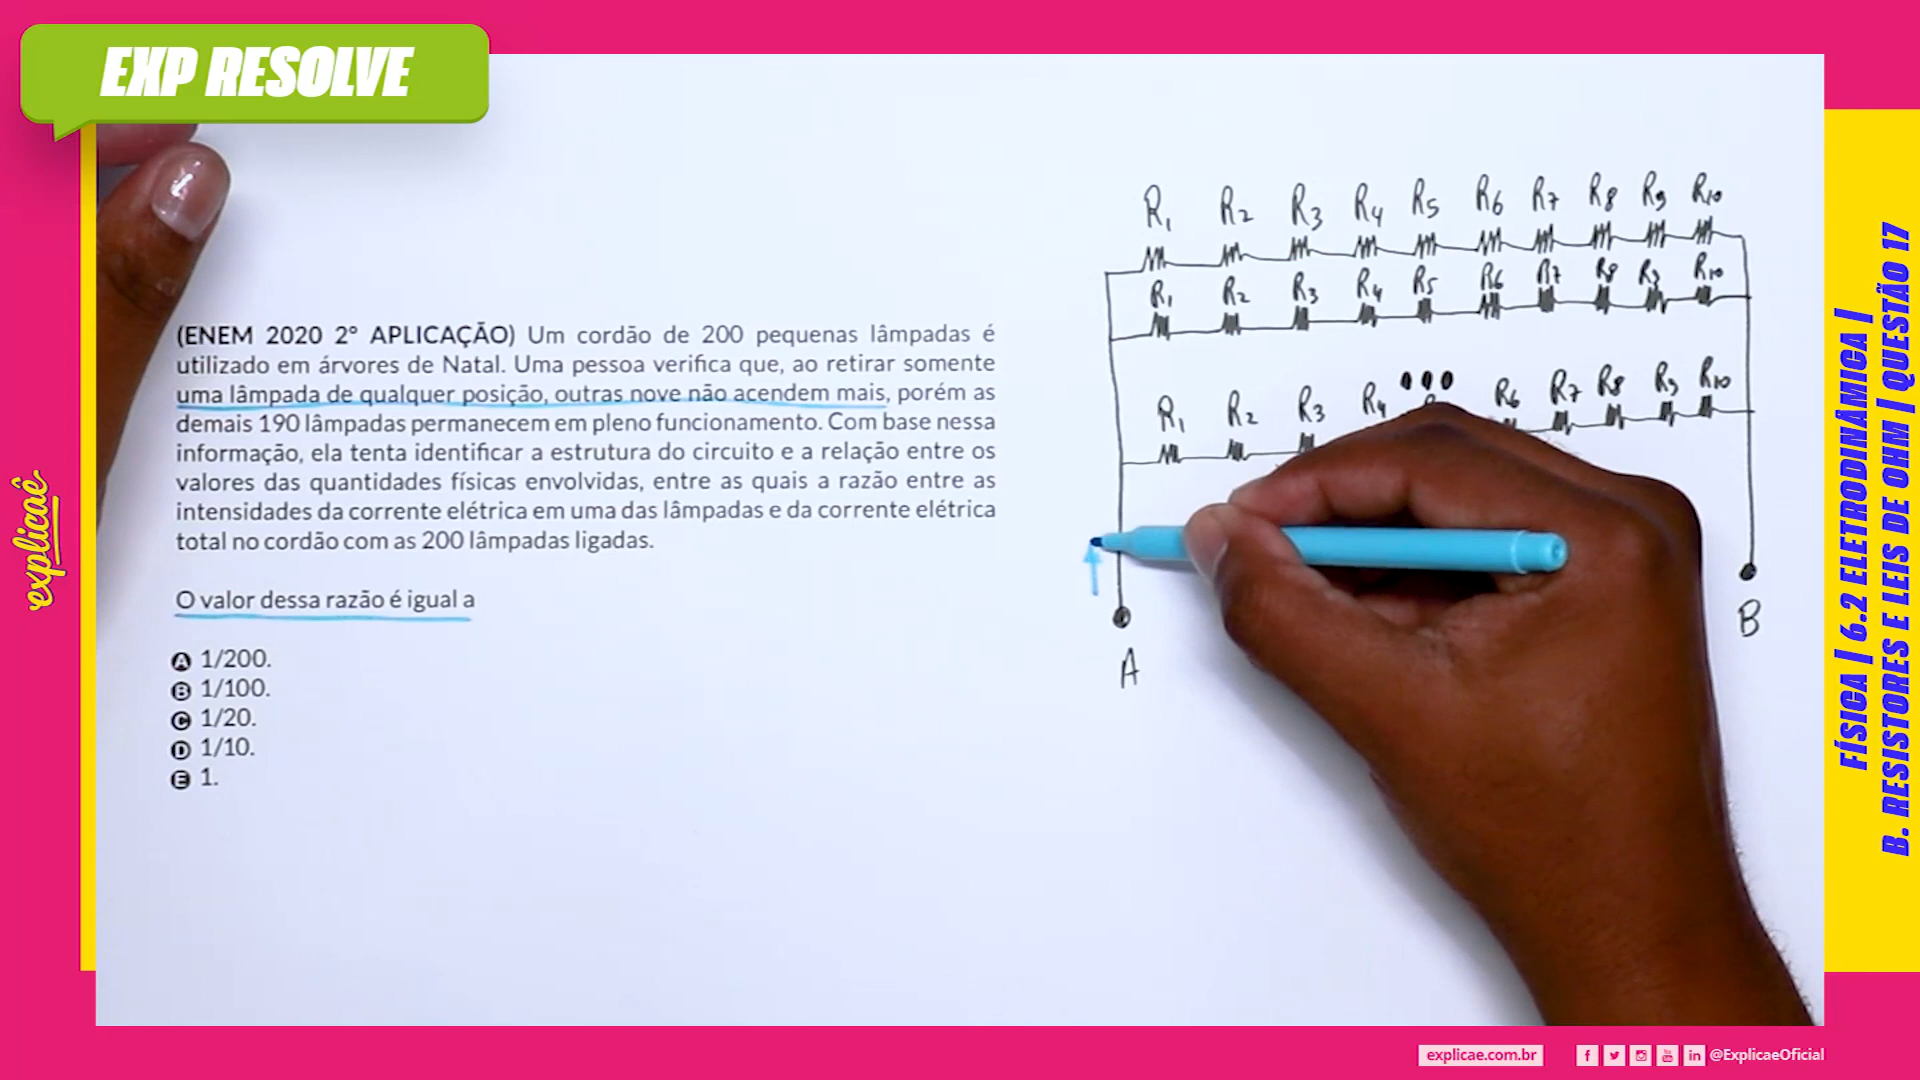 EXP RESOLVE
(ENEM 2020 2° APLICAÇÃO) Um cordão de 200 pequenas lâmpadas é
utilizado em árvores de Natal. Uma pessoa verifica que, ao retirar somente
uma lâmpada de qualquer posição, outras nove não acendem mais, porém as
demais 190 lâmpadas permanecem em pleno funcionamento. Com base nessa
informação, ela tenta identificar a estrutura do circuito e a relação entre os
valores das quantidades físicas envolvidas, entre as quais a razão entre as
intensidades da corrente elétrica em uma das lâmpadas e da corrente elétrica
total no cordão com as 200 lâmpadas ligadas.
O valor dessa razão é igual a
A 1/200.
B 1/100.
C 1/20.
D 1/10.
E 1.
R1 R2 R3 R4 R5 R6 R7 R8 R9 R10
R1 R2 R3 R4 R5 R6 R7 R8 R9 R10
R1 R2 R3 R4 R6 R7 R8 R9 R10
A
B
explicaê
FÍSICA | 6.2 ELETRODINÂMICA |
B. RESISTORES E LEIS DE OHM | QUESTÃO 17
explicae.com.br
@ExplicaeOficial